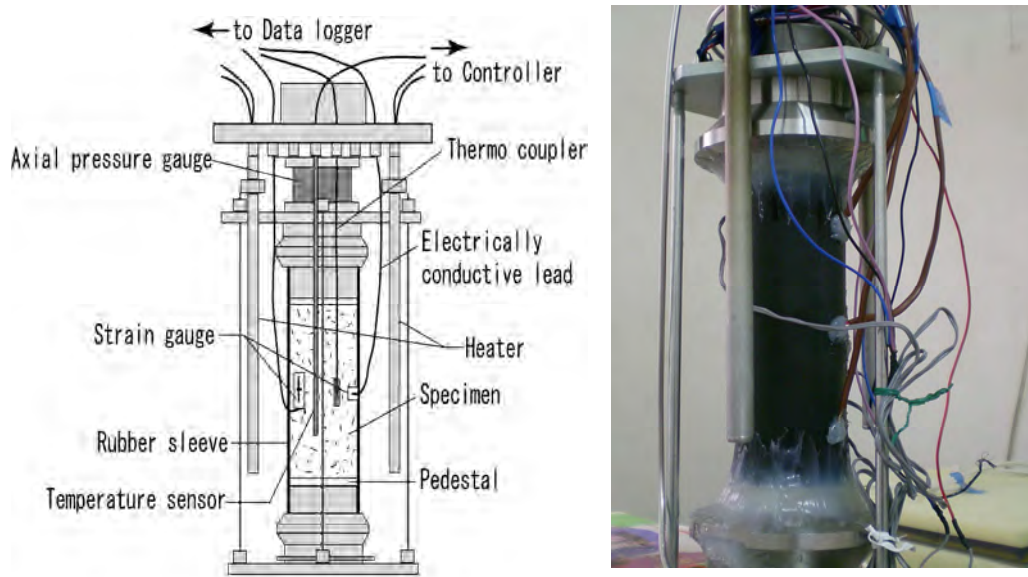 to Data logger
to Controller
Axial pressure gauge
Thermo coupler
Electrically
conductive lead
Strain gauge
Heater
Specimen
Rubber sleeve
Pedestal
Temperature sensor